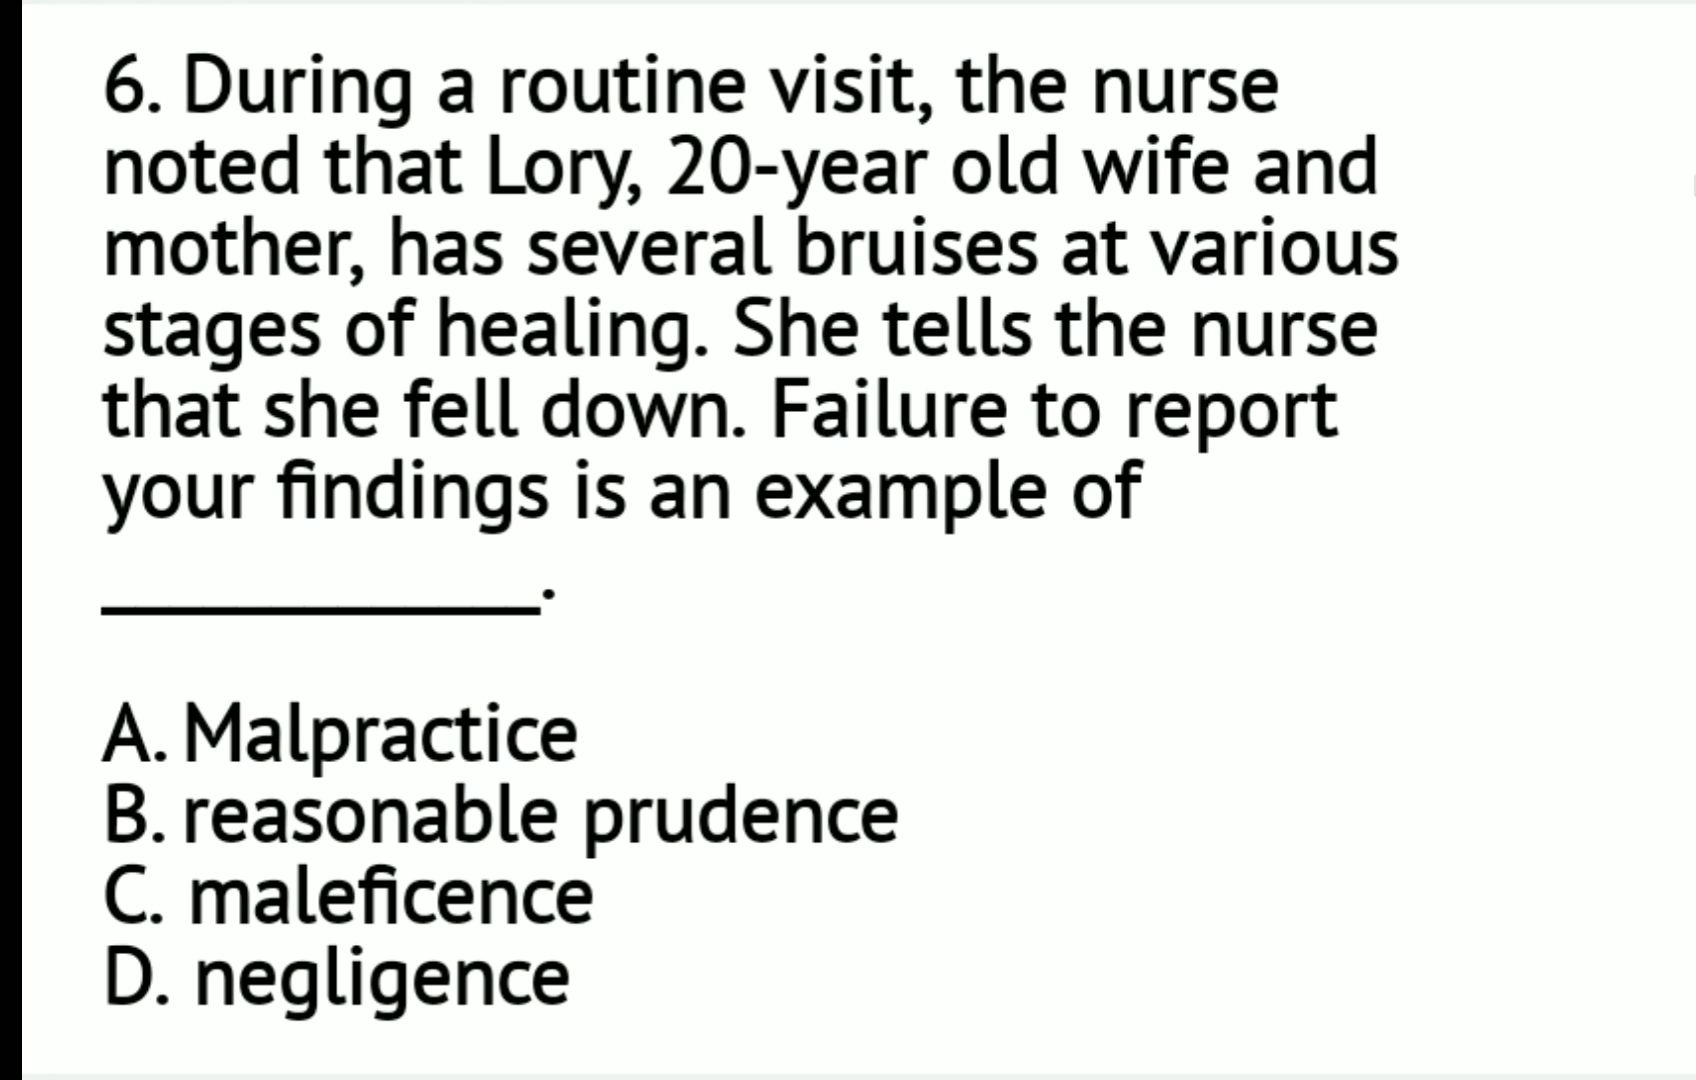 6. During a routine visit, the nurse
noted that Lory, 20-year old wife and
mother, has several bruises at various
stages of healing. She tells the nurse
that she fell down. Failure to report
your findings is an example of
_____________.
A. Malpractice
B. reasonable prudence
C. maleficence
D. negligence